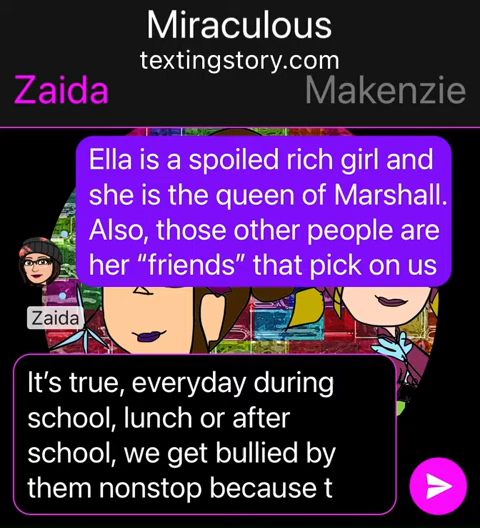 Miraculous
textingstory.com
Zaida Makenzie
Ella is a spoiled rich girl and
she is the queen of Marshall.
Also, those other people are
her “friends” that pick on us
Zaida
It’s true, everyday during
school, lunch or after
school, we get bullied by
them nonstop because t